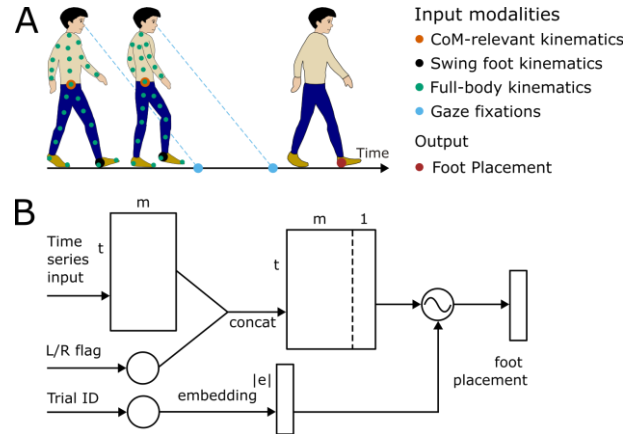 A
Input modalities
CoM-relevant kinematics
Swing foot kinematics
Full-body kinematics
Gaze fixations
Output
Foot Placement
Time
B
m
t
Time
series
input
L/R flag
Trial ID
concat
embedding
|e|
m
1
t
foot
placement